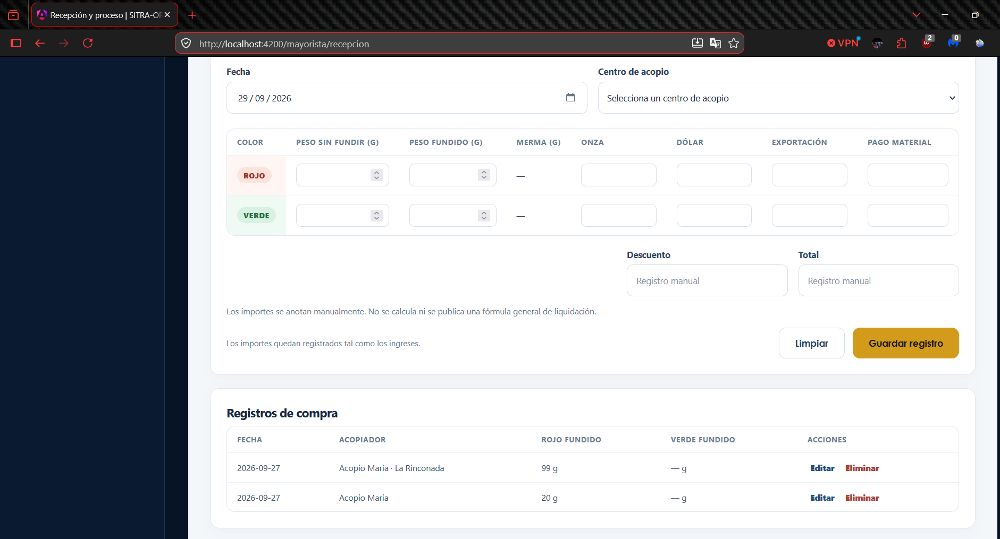 Recepción y proceso | SITRA-OR
http://localhost:4200/mayorista/recepcion
VPN
2
0
Fecha
Centro de acopio
29 / 09 / 2026
Selecciona un centro de acopio
COLOR PESO SIN FUNDIR (G) PESO FUNDIDO (G) MERMA (G) ONZA DÓLAR EXPORTACIÓN PAGO MATERIAL
ROJO —
VERDE —
Descuento
Total
Registro manual
Registro manual
Los importes se anotan manualmente. No se calcula ni se publica una fórmula general de liquidación.
Los importes quedan registrados tal como los ingreses.
Limpiar
Guardar registro
Registros de compra
FECHA ACOPIADOR ROJO FUNDIDO VERDE FUNDIDO ACCIONES
2026-09-27 Acopio Maria · La Rinconada 99 g — g Editar Eliminar
2026-09-27 Acopio Maria 20 g — g Editar Eliminar